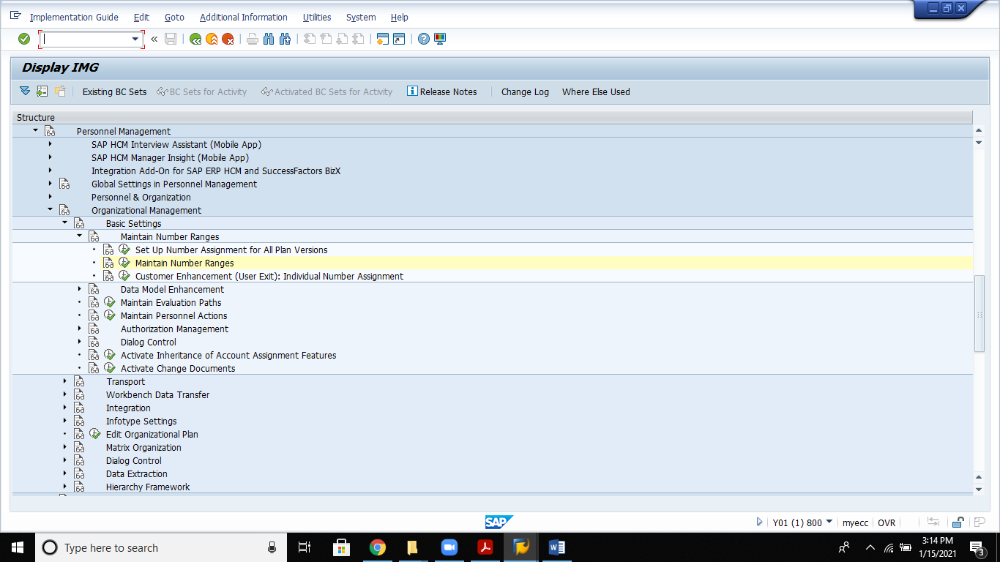 Implementation Guide Edit Goto Additional Information Utilities System Help
Display IMG
Existing BC Sets BC Sets for Activity Activated BC Sets for Activity Release Notes Change Log Where Else Used
Structure
Personnel Management
SAP HCM Interview Assistant (Mobile App)
SAP HCM Manager Insight (Mobile App)
Integration Add-On for SAP ERP HCM and SuccessFactors BizX
Global Settings in Personnel Management
Personnel & Organization
Organizational Management
Basic Settings
Maintain Number Ranges
Set Up Number Assignment for All Plan Versions
Maintain Number Ranges
Customer Enhancement (User Exit): Individual Number Assignment
Data Model Enhancement
Maintain Evaluation Paths
Maintain Personnel Actions
Authorization Management
Dialog Control
Activate Inheritance of Account Assignment Features
Activate Change Documents
Transport
Workbench Data Transfer
Integration
Infotype Settings
Edit Organizational Plan
Matrix Organization
Dialog Control
Data Extraction
Hierarchy Framework
SAP Y01 (1) 800 myecc OVR
Type here to search
3:14 PM
1/15/2021
3